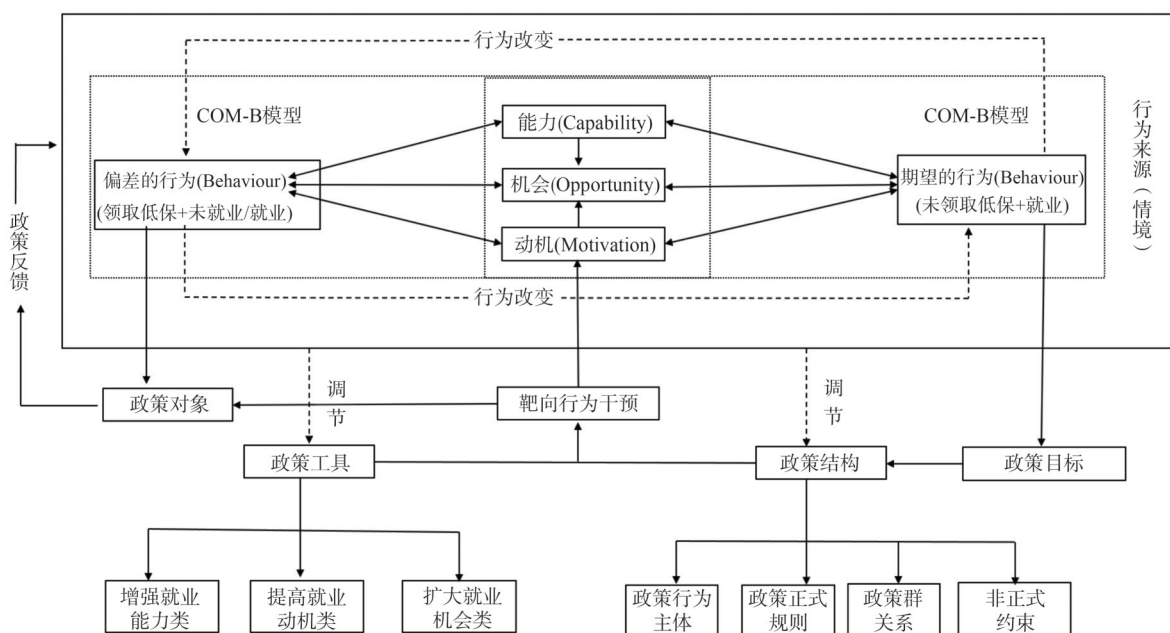 行为改变
COM-B模型
能力(Capability)
COM-B模型
偏差的行为(Behaviour)
(领取低保+未就业/就业)
机会(Opportunity)
期望的行为(Behaviour)
(未领取低保+就业)
动机(Motivation)
行为改变
行为来源（情境）
政策反馈
调节
调节
政策对象
靶向行为干预
政策工具
政策结构
政策目标
增强就业
能力类
提高就业
动机类
扩大就业
机会类
政策行为
主体
政策正式
规则
政策群
关系
非正式
约束